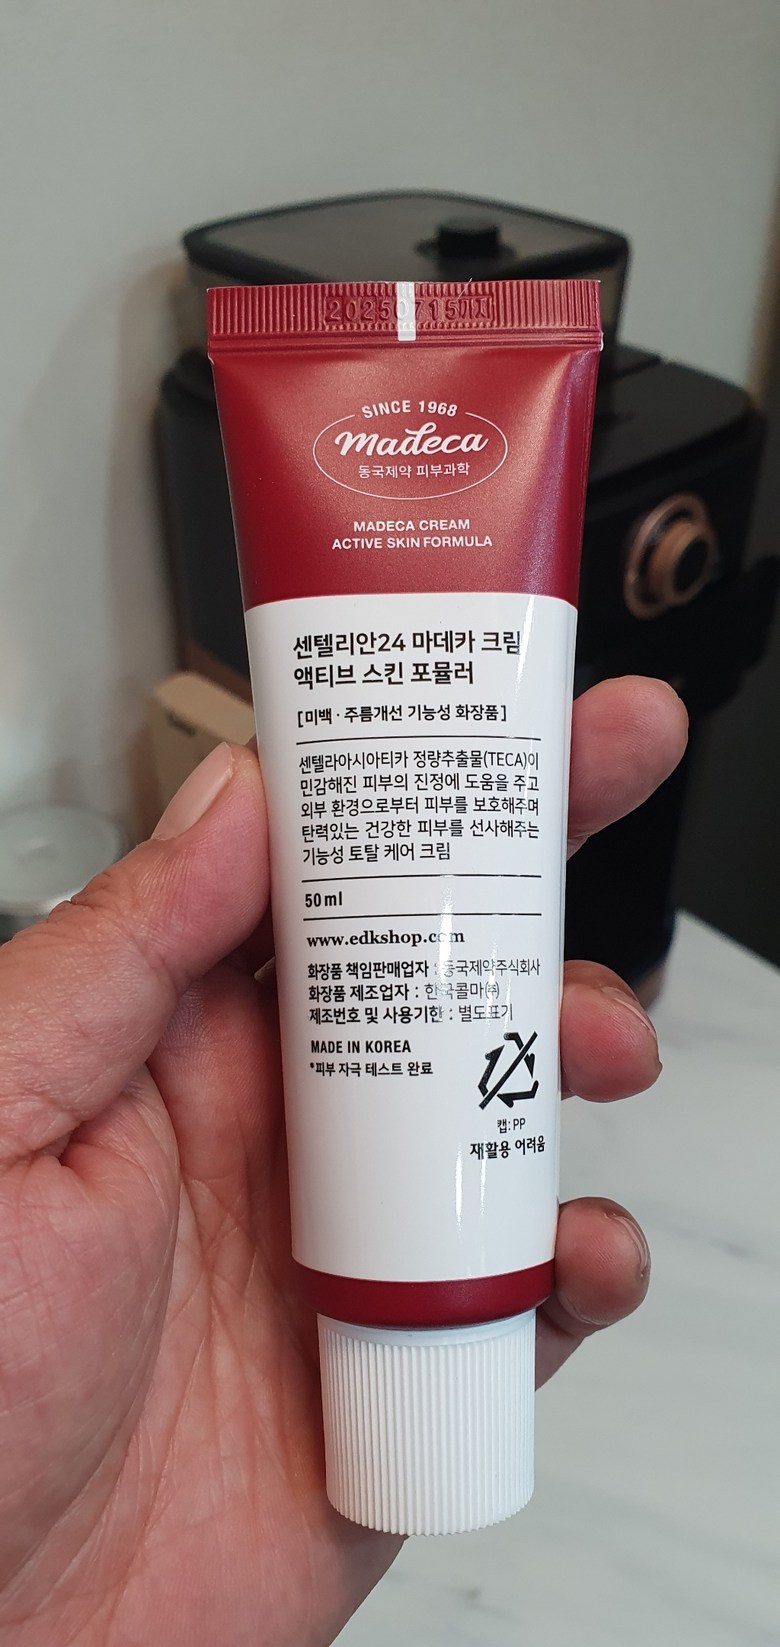 20250715까지
SINCE 1968
Madeca
동국제약 피부과학
MADECA CREAM
ACTIVE SKIN FORMULA
센텔리안24 마데카 크림
액티브 스킨 포뮬러
[미백 · 주름개선 기능성 화장품]
센텔라아시아티카 정량추출물(TECA)이
민감해진 피부의 진정에 도움을 주고
외부 환경으로부터 피부를 보호해주며
탄력있는 건강한 피부를 선사해주는
기능성 토탈 케어 크림
50ml
www.edkshop.com
화장품 책임판매업자 : 동국제약주식회사
화장품 제조업자 : 한국콜마㈜
제조번호 및 사용기한 : 별도표기
MADE IN KOREA
*피부 자극 테스트 완료
캡: PP
재활용 어려움